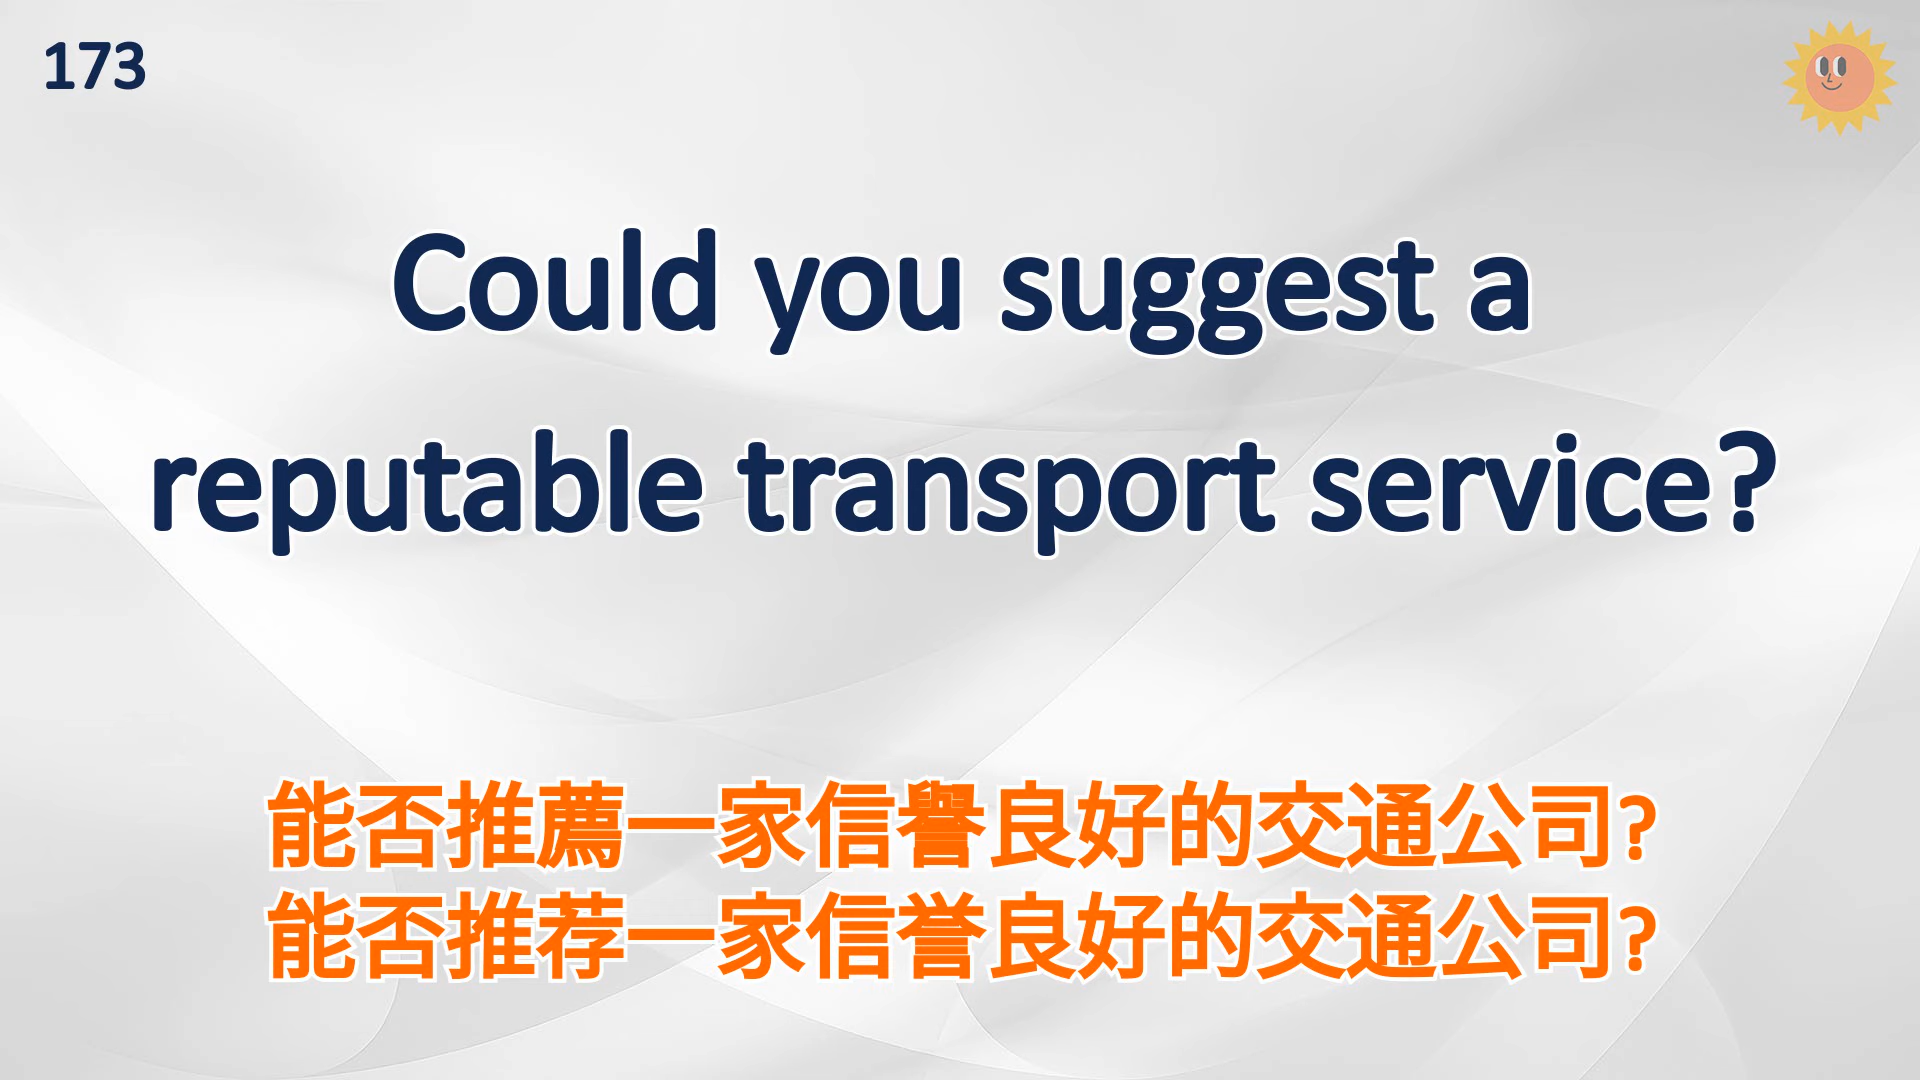 173
Could you suggest a
reputable transport service?
能否推薦一家信譽良好的交通公司?
能否推荐一家信誉良好的交通公司?